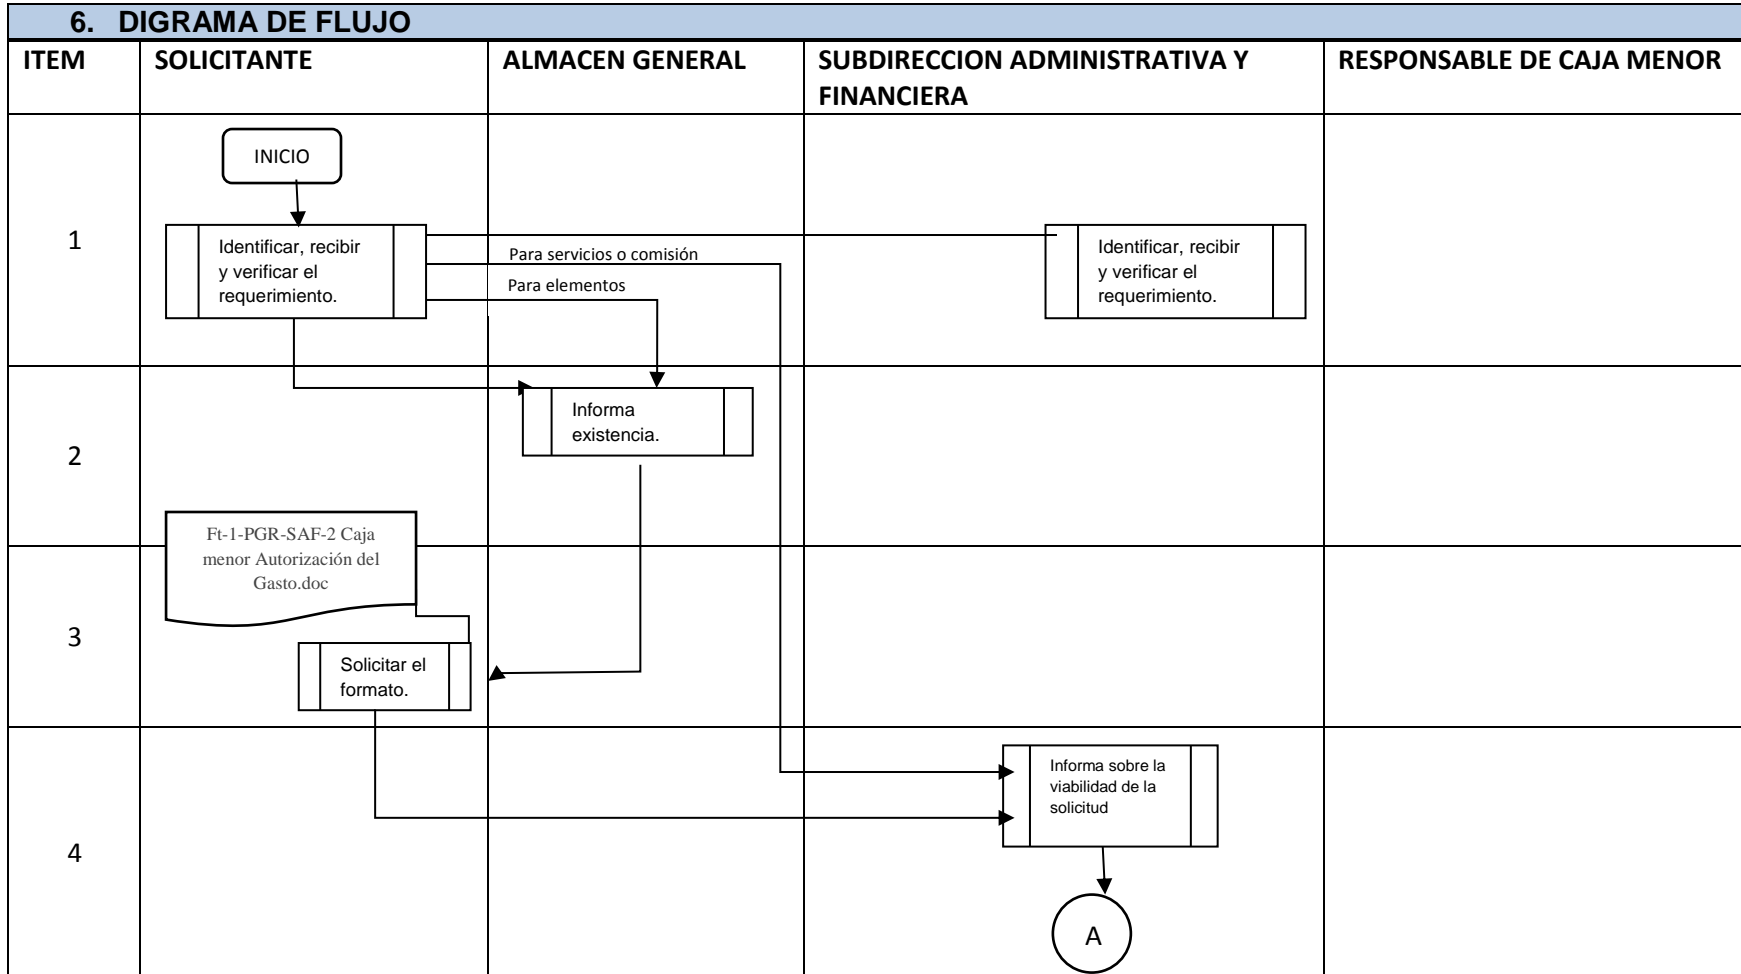 6. DIGRAMA DE FLUJO
ITEM
SOLICITANTE
ALMACEN GENERAL
SUBDIRECCION ADMINISTRATIVA Y
FINANCIERA
RESPONSABLE DE CAJA MENOR
1
INICIO
Identificar, recibir
y verificar el
requerimiento.
Para servicios o comisión
Para elementos
Identificar, recibir
y verificar el
requerimiento.
2
Informa
existencia.
Ft-1-PGR-SAF-2 Caja
menor Autorización del
Gasto.doc
3
Solicitar el
formato.
4
Informa sobre la
viabilidad de la
solicitud
A